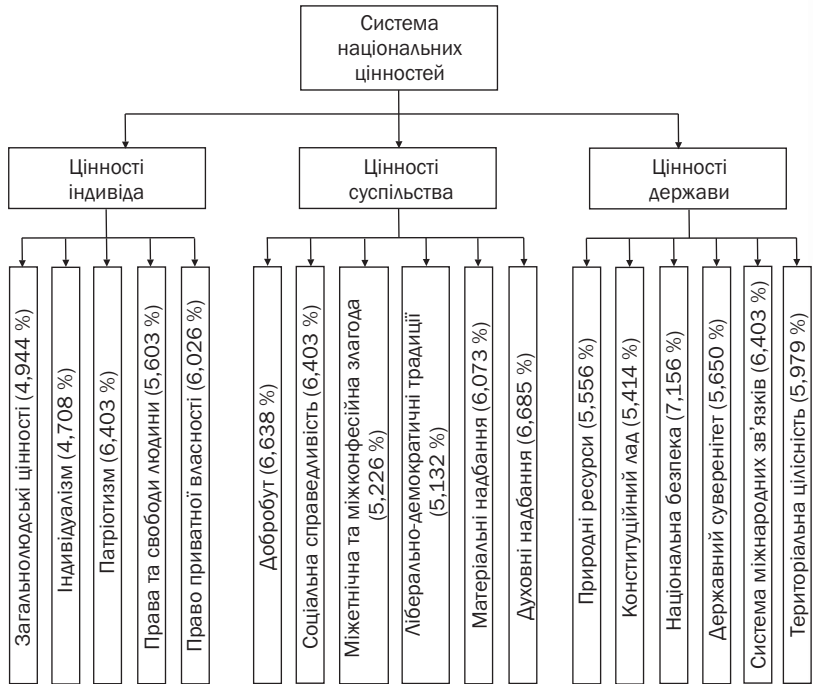 Система
національних
цінностей
Цінності
індивіда
Цінності
суспільства
Цінності
держави
Загальнолюдські цінності (4,944 %)
Індивідуалізм (4,708 %)
Патріотизм (6,403 %)
Права та свободи людини (5,603 %)
Право приватної власності (6,026 %)
Добробут (6,638 %)
Соціальна справедливість (6,403 %)
Міжетнічна та міжконфесійна злагода
(5,226 %)
Ліберально-демократичні традиції
(5,132 %)
Матеріальні надбання (6,073 %)
Духовні надбання (6,685 %)
Природні ресурси (5,556 %)
Конституційний лад (5,414 %)
Національна безпека (7,156 %)
Державний суверенітет (5,650 %)
Система міжнародних зв’язків (6,403 %)
Територіальна цілісність (5,979 %)